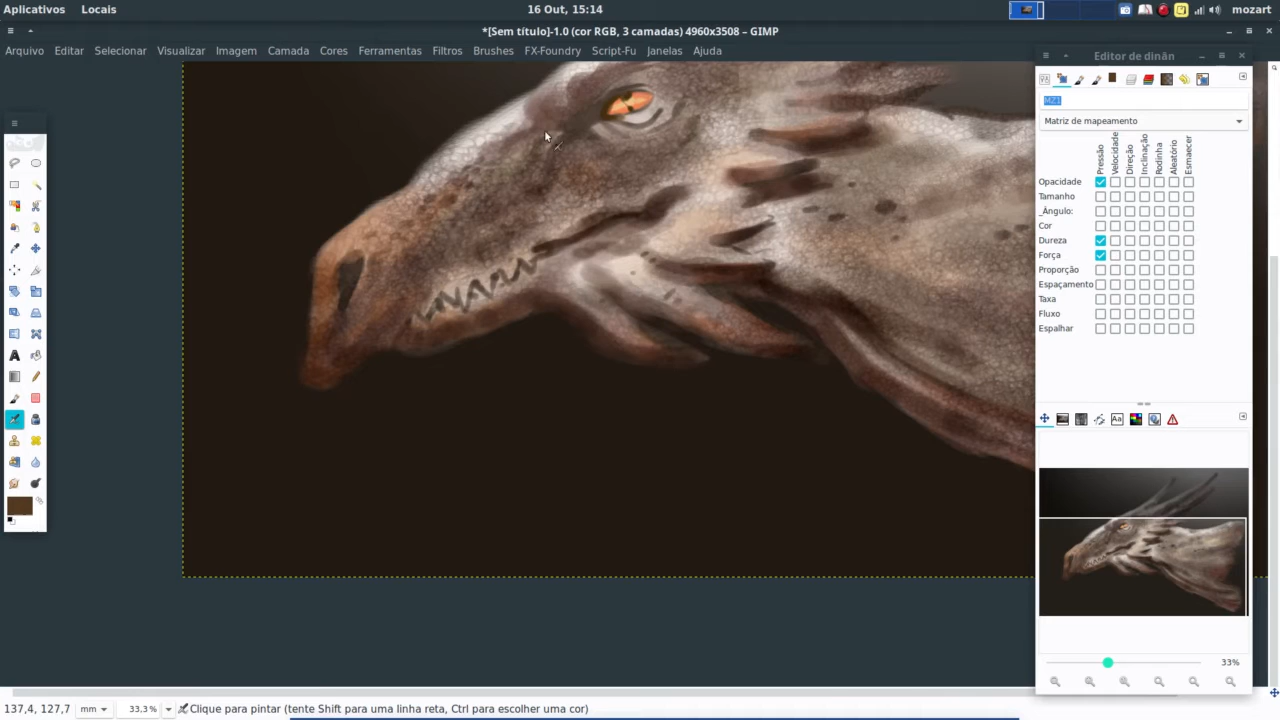 Aplicativos Locais 16 Out, 15:14 mozart
*[Sem título]-1.0 (cor RGB, 3 camadas) 4960x3508 – GIMP
Arquivo Editar Selecionar Visualizar Imagem Camada Cores Ferramentas Filtros Brushes FX-Foundry Script-Fu Janelas Ajuda
Editor de dinân
MZ1
Matriz de mapeamento
Pressão Velocidade Direção Inclinação Rodinha Aleatório Esmaecer
Opacidade
Tamanho
_Ângulo:
Cor
Dureza
Força
Proporção
Espaçamento
Taxa
Fluxo
Espalhar
Aa
33%
137,4, 127,7 mm 33,3% Clique para pintar (tente Shift para uma linha reta, Ctrl para escolher uma cor)